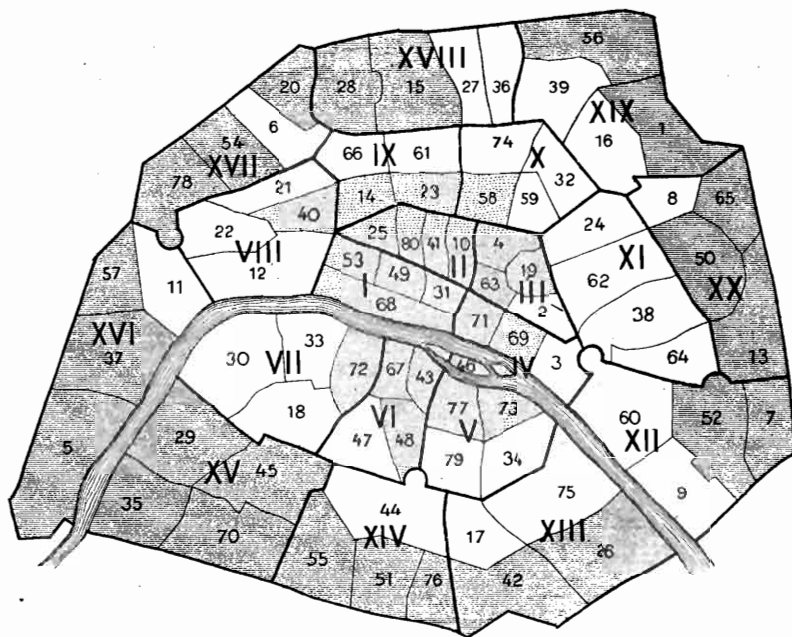 XVIII 56
20 28 15 27 36 39
XIX
6 16 1
54 74
XVII 66 IX 61 X
78 21 14 23 58 59 32 8 65
40 24
22 25 80 41 10 4
VIII 53 II XI 50
12 49 19
57 11 I 31 63 III 62 XX
68 71 2 38
XVI 33 69
37 30 VII 72 67 46 IV 3 64 13
43
18 VI 77 73 60 52 7
5 29 47 48 V XII
XV 45 79 34
35 44 75 9
70 XIV 17 XIII
55 26
51 76 42